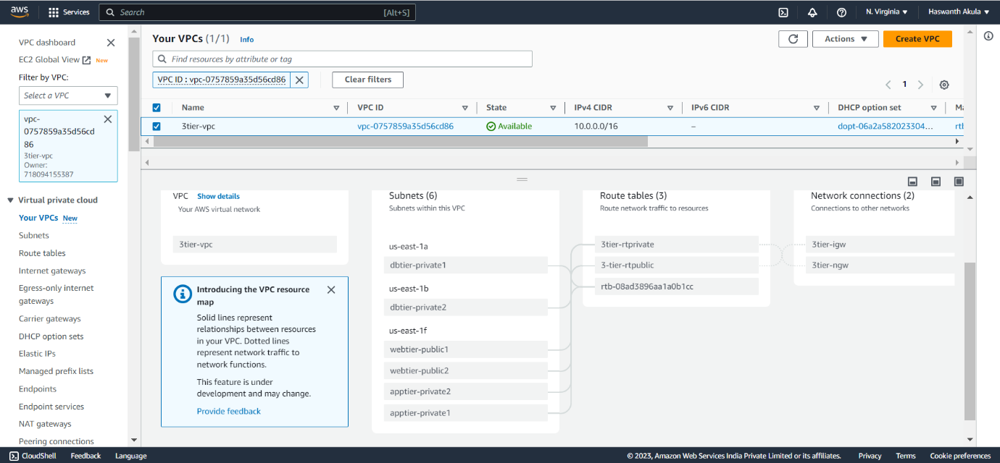 aws
Services
Search
[Alt+S]
N. Virginia
Haswanth Akula
VPC dashboard
EC2 Global View New
Filter by VPC:
Select a VPC
vpc-
0757859a35d56cd
86
3tier-vpc
Owner:
718094155387
Virtual private cloud
Your VPCs New
Subnets
Route tables
Internet gateways
Egress-only internet
gateways
Carrier gateways
DHCP option sets
Elastic IPs
Managed prefix lists
Endpoints
Endpoint services
NAT gateways
Peering connections
Your VPCs (1/1) Info
Actions
Create VPC
Find resources by attribute or tag
VPC ID : vpc-0757859a35d56cd86
Clear filters
1
Name VPC ID State IPv4 CIDR IPv6 CIDR DHCP option set Ma
3tier-vpc vpc-0757859a35d56cd86 Available 10.0.0.0/16 – dopt-06a2a582023304... rtl
VPC Show details
Your AWS virtual network
3tier-vpc
Introducing the VPC resource
map
Solid lines represent
relationships between resources
in your VPC. Dotted lines
represent network traffic to
network functions.
This feature is under
development and may change.
Provide feedback
Subnets (6)
Subnets within this VPC
us-east-1a
dbtier-private1
us-east-1b
dbtier-private2
us-east-1f
webtier-public1
webtier-public2
apptier-private2
apptier-private1
Route tables (3)
Route network traffic to resources
3tier-rtprivate
3-tier-rtpublic
rtb-08ad3896aa1a0b1cc
Network connections (2)
Connections to other networks
3tier-igw
3tier-ngw
CloudShell Feedback Language
© 2023, Amazon Web Services India Private Limited or its affiliates. Privacy Terms Cookie preferences